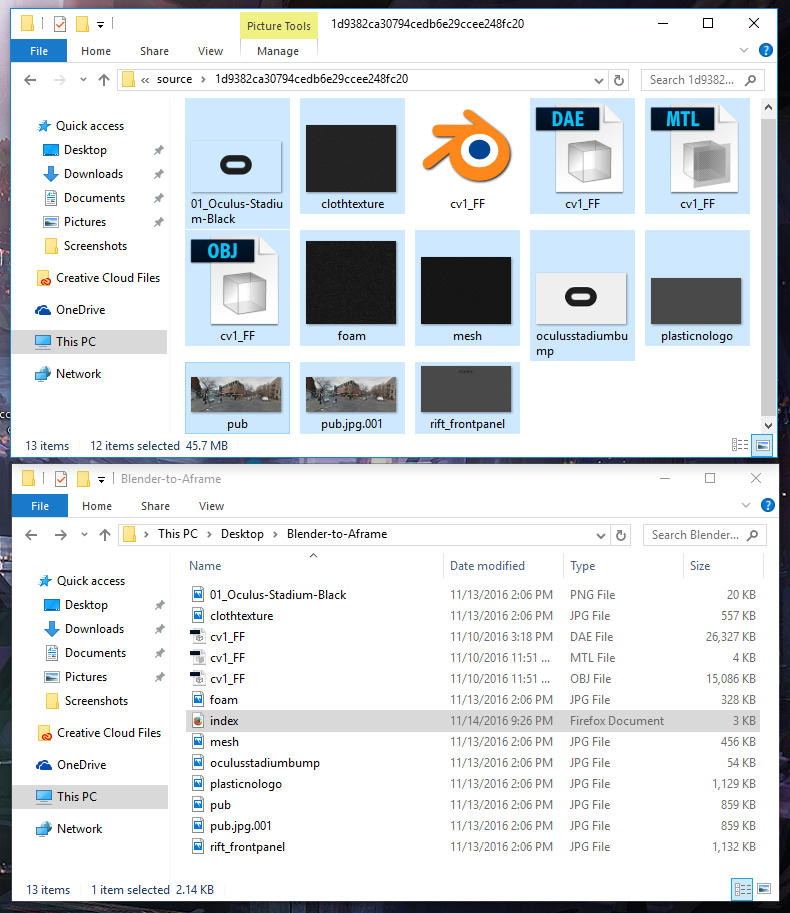 Picture Tools
1d9382ca30794cedb6e29ccee248fc20
File
Home
Share
View
Manage
« source › 1d9382ca30794cedb6e29ccee248fc20
Search 1d9382...
Quick access
Desktop
Downloads
Documents
Pictures
Screenshots
Creative Cloud Files
OneDrive
This PC
Network
01_Oculus-Stadiu
m-Black
clothtexture
cv1_FF
DAE
cv1_FF
MTL
cv1_FF
OBJ
cv1_FF
foam
mesh
oculusstadiumbu
mp
plasticnologo
pub
pub.jpg.001
rift_frontpanel
13 items 12 items selected 45.7 MB
Blender-to-Aframe
File
Home
Share
View
› This PC › Desktop › Blender-to-Aframe
Search Blender...
Quick access
Desktop
Downloads
Documents
Pictures
Screenshots
Creative Cloud Files
OneDrive
This PC
Network
Name Date modified Type Size
01_Oculus-Stadium-Black 11/13/2016 2:06 PM PNG File 20 KB
clothtexture 11/13/2016 2:06 PM JPG File 557 KB
cv1_FF 11/10/2016 3:18 PM DAE File 26,327 KB
cv1_FF 11/10/2016 11:51 ... MTL File 4 KB
cv1_FF 11/10/2016 11:51 ... OBJ File 15,086 KB
foam 11/13/2016 2:06 PM JPG File 328 KB
index 11/14/2016 9:26 PM Firefox Document 3 KB
mesh 11/13/2016 2:06 PM JPG File 456 KB
oculusstadiumbump 11/13/2016 2:06 PM JPG File 54 KB
plasticnologo 11/13/2016 2:06 PM JPG File 1,129 KB
pub 11/13/2016 2:06 PM JPG File 859 KB
pub.jpg.001 11/13/2016 2:06 PM JPG File 859 KB
rift_frontpanel 11/13/2016 2:06 PM JPG File 1,132 KB
13 items 1 item selected 2.14 KB